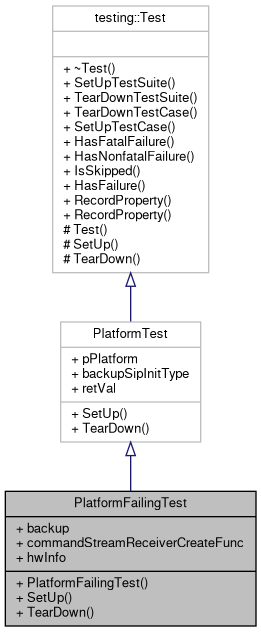 testing::Test
+ ~Test()
+ SetUpTestSuite()
+ TearDownTestSuite()
+ TearDownTestCase()
+ SetUpTestCase()
+ HasFatalFailure()
+ HasNonfatalFailure()
+ IsSkipped()
+ HasFailure()
+ RecordProperty()
+ RecordProperty()
# Test()
# SetUp()
# TearDown()
PlatformTest
+ pPlatform
+ backupSipInitType
+ retVal
+ SetUp()
+ TearDown()
PlatformFailingTest
+ backup
+ commandStreamReceiverCreateFunc
+ hwInfo
+ PlatformFailingTest()
+ SetUp()
+ TearDown()